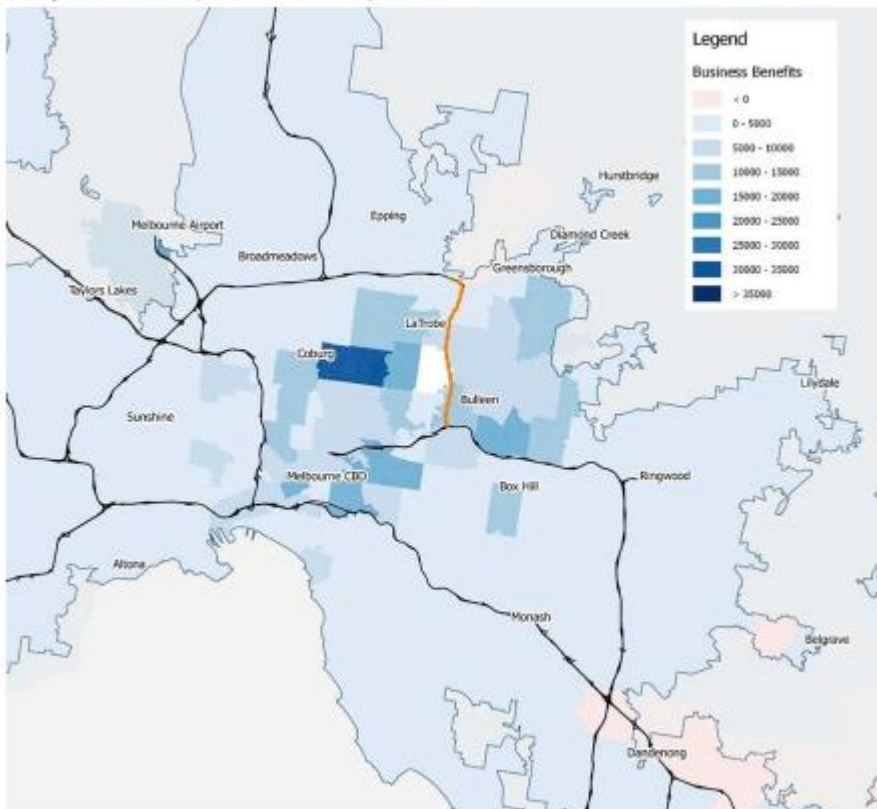 Legend
Business Benefits
< 0
0 - 5000
5000 - 10000
10000 - 15000
15000 - 20000
20000 - 25000
25000 - 30000
30000 - 35000
> 35000
Hurstbridge
Epping
Melbourne Airport
Diamond Creek
Broadmeadows
Greensborough
Taylors Lakes
LaTrobe
Coburg
Lilydale
Bulleen
Sunshine
Melbourne CBD
Box Hill
Ringwood
Altona
Monash
Belgrave
Dandenong